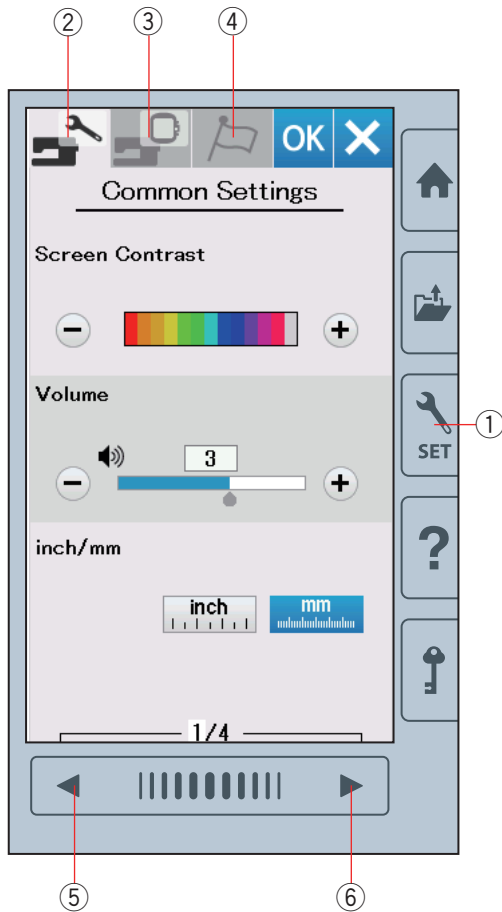 ② ③ ④
OK
Common Settings
Screen Contrast
Volume
3
①
SET
inch/mm
?
inch
mm
1/4
⑤ ⑥